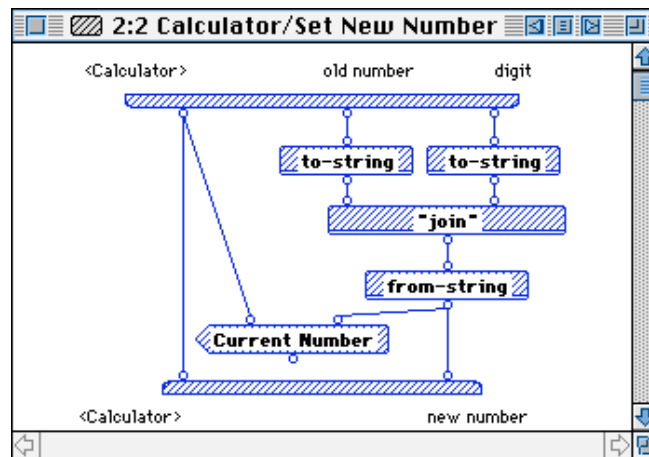 2:2 Calculator/Set New Number
<Calculator> old number digit
to-string to-string
"join"
from-string
Current Number
<Calculator> new number